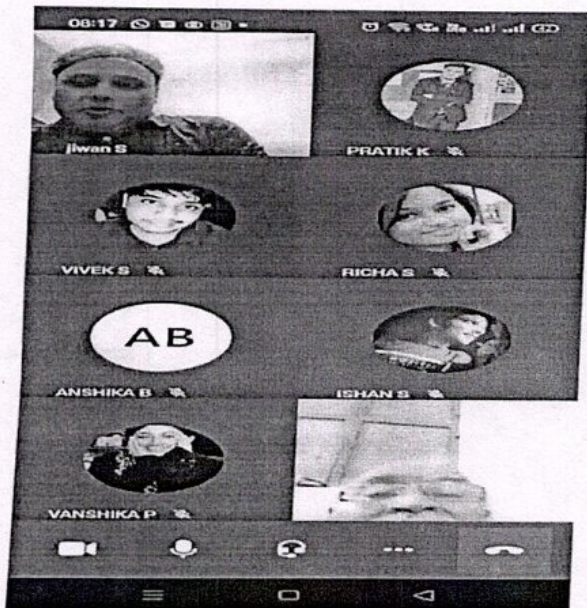 08:17
jiwan S
PRATIK K
VIVEK S
RICHA S
AB
ANSHIKA B
ISHAN S
VANSHIKA P